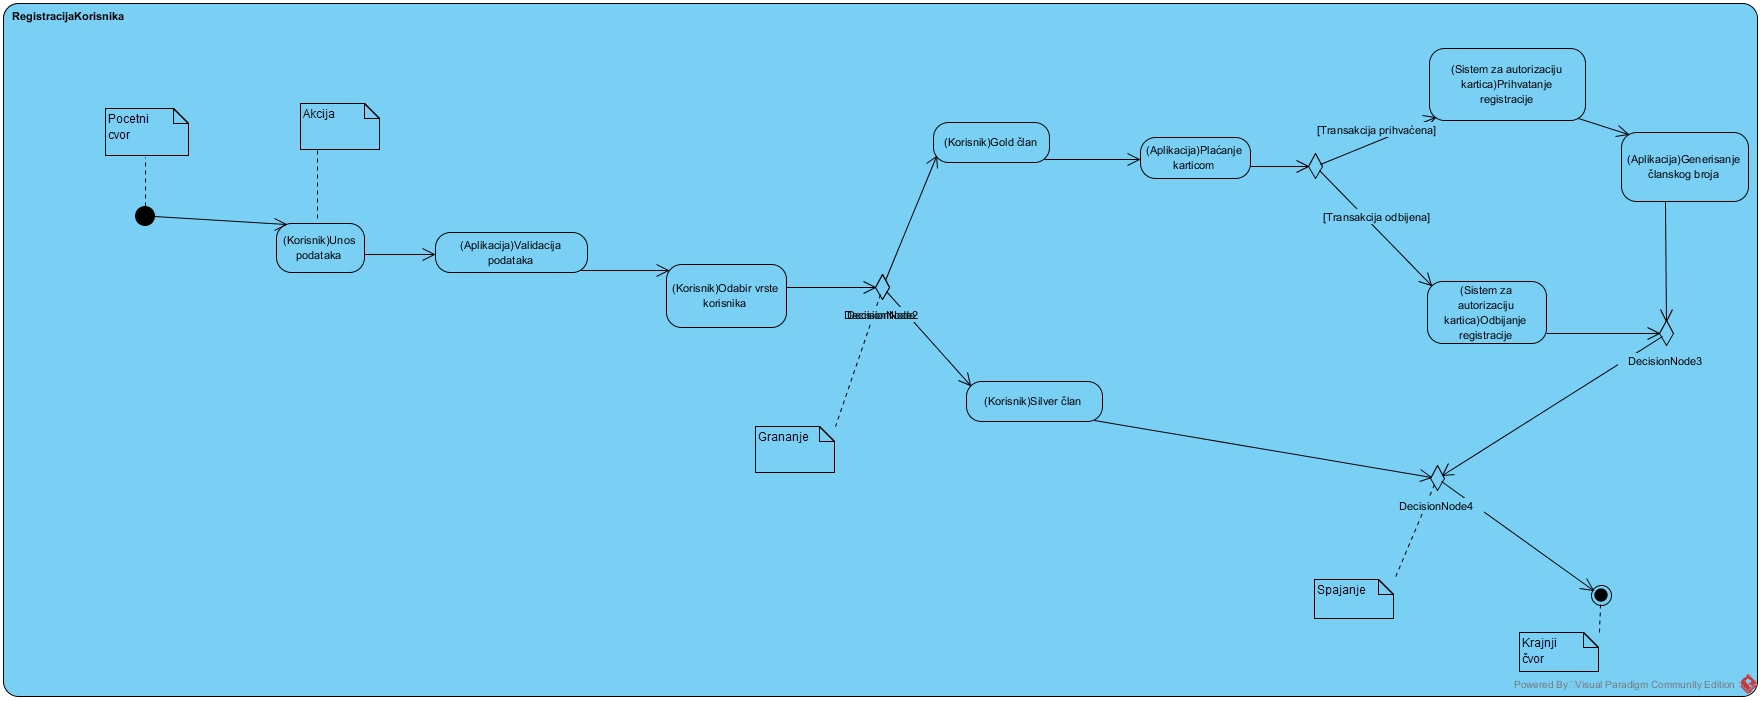 RegistracijaKorisnika
Pocetni
cvor
Akcija
(Korisnik)Unos
podataka
(Aplikacija)Validacija
podataka
(Korisnik)Odabir vrste
korisnika
Grananje
(Korisnik)Gold član
(Korisnik)Silver član
(Aplikacija)Plaćanje
karticom
[Transakcija prihvaćena]
[Transakcija odbijena]
(Sistem za autorizaciju
kartica)Prihvatanje
registracije
(Aplikacija)Generisanje
članskog broja
(Sistem za
autorizaciju
kartica)Odbijanje
registracije
DecisionNode3
DecisionNode4
Spajanje
Krajnji
čvor
Powered By Visual Paradigm Community Edition